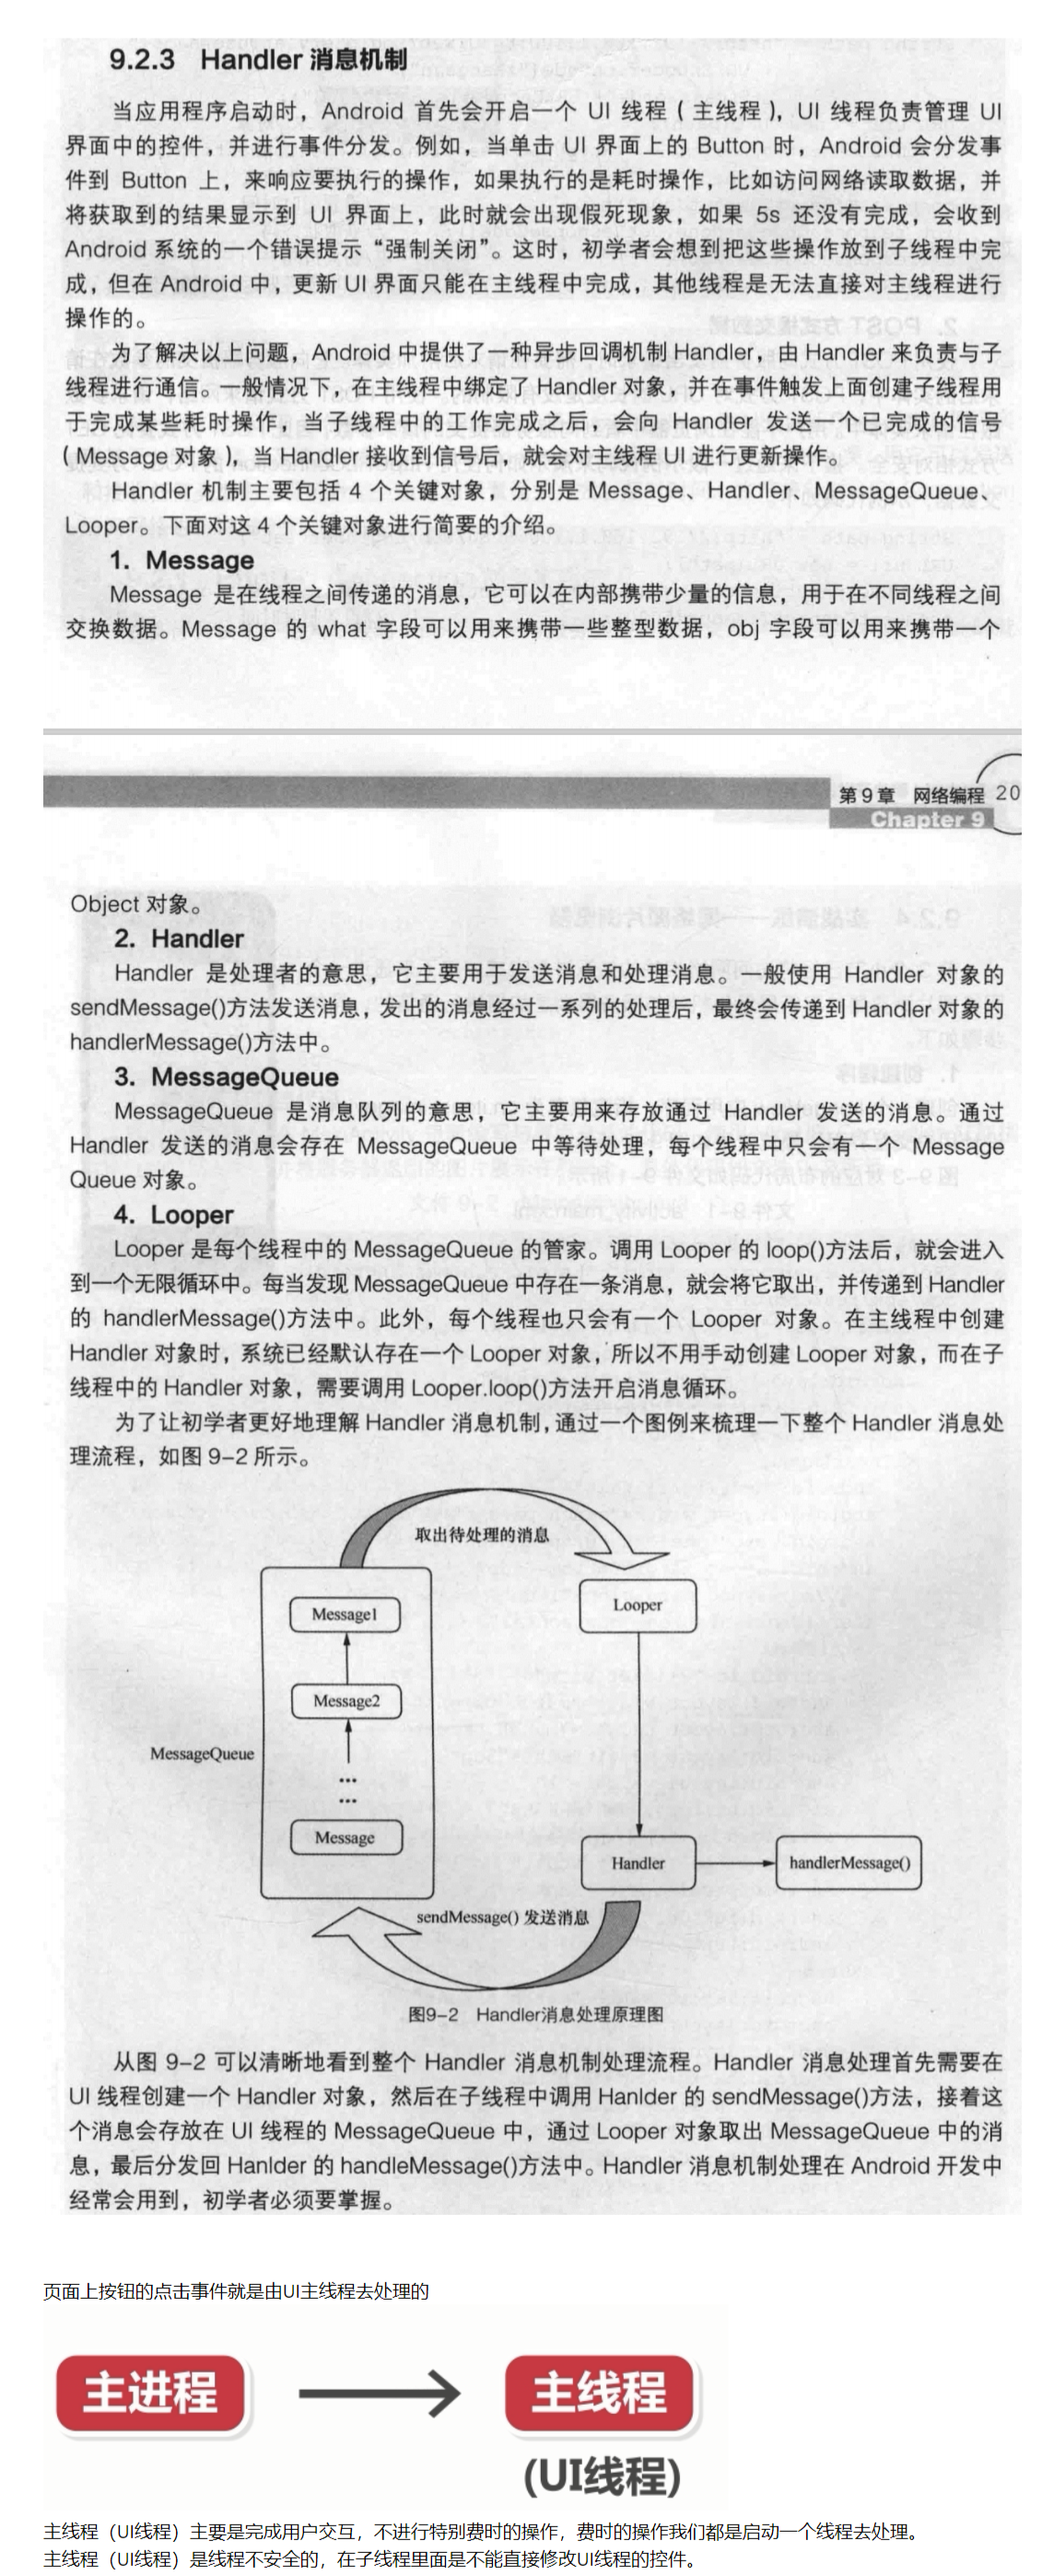 9.2.3 Handler 消息机制
当应用程序启动时，Android 首先会开启一个 UI 线程（主线程），UI 线程负责管理 UI
界面中的控件，并进行事件分发。例如，当单击 UI 界面上的 Button 时，Android 会分发事
件到 Button 上，来响应要执行的操作，如果执行的是耗时操作，比如访问网络读取数据，并
将获取到的结果显示到 UI 界面上，此时就会出现假死现象，如果 5s 还没有完成，会收到
Android 系统的一个错误提示“强制关闭”。这时，初学者会想到把这些操作放到子线程中完
成，但在 Android 中，更新 UI 界面只能在主线程中完成，其他线程是无法直接对主线程进行
操作的。
为了解决以上问题，Android 中提供了一种异步回调机制 Handler，由 Handler 来负责与子
线程进行通信。一般情况下，在主线程中绑定了 Handler 对象，并在事件触发上面创建子线程用
于完成某些耗时操作，当子线程中的工作完成之后，会向 Handler 发送一个已完成的信号
（Message 对象），当 Handler 接收到信号后，就会对主线程 UI 进行更新操作。
Handler 机制主要包括 4 个关键对象，分别是 Message、Handler、MessageQueue、
Looper。下面对这 4 个关键对象进行简要的介绍。
1. Message
Message 是在线程之间传递的消息，它可以在内部携带少量的信息，用于在不同线程之间
交换数据。Message 的 what 字段可以用来携带一些整型数据，obj 字段可以用来携带一个
第 9 章 网络编程 20
Chapter 9
Object 对象。
2. Handler
Handler 是处理者的意思，它主要用于发送消息和处理消息。一般使用 Handler 对象的
sendMessage()方法发送消息，发出的消息经过一系列的处理后，最终会传递到 Handler 对象的
handlerMessage()方法中。
3. MessageQueue
MessageQueue 是消息队列的意思，它主要用来存放通过 Handler 发送的消息。通过
Handler 发送的消息会存在 MessageQueue 中等待处理，每个线程中只会有一个 Message
Queue 对象。
4. Looper
Looper 是每个线程中的 MessageQueue 的管家。调用 Looper 的 loop()方法后，就会进入
到一个无限循环中。每当发现 MessageQueue 中存在一条消息，就会将它取出，并传递到 Handler
的 handlerMessage()方法中。此外，每个线程也只会有一个 Looper 对象。在主线程中创建
Handler 对象时，系统已经默认存在一个 Looper 对象，所以不用手动创建 Looper 对象，而在子
线程中的 Handler 对象，需要调用 Looper.loop()方法开启消息循环。
为了让初学者更好地理解 Handler 消息机制，通过一个图例来梳理一下整个 Handler 消息处
理流程，如图 9-2 所示。
取出待处理的消息
Looper
Message1
Message2
MessageQueue
...
...
Message
Handler
handlerMessage()
sendMessage() 发送消息
图9-2 Handler消息处理原理图
从图 9-2 可以清晰地看到整个 Handler 消息机制处理流程。Handler 消息处理首先需要在
UI 线程创建一个 Handler 对象，然后在子线程中调用 Hanlder 的 sendMessage()方法，接着这
个消息会存放在 UI 线程的 MessageQueue 中，通过 Looper 对象取出 MessageQueue 中的消
息，最后分发回 Hanlder 的 handleMessage()方法中。Handler 消息机制处理在 Android 开发中
经常会用到，初学者必须要掌握。
页面上按钮的点击事件就是由UI主线程去处理的
主进程
主线程
(UI线程)
主线程（UI线程）主要是完成用户交互，不进行特别费时的操作，费时的操作我们都是启动一个线程去处理。
主线程（UI线程）是线程不安全的，在子线程里面是不能直接修改UI线程的控件。